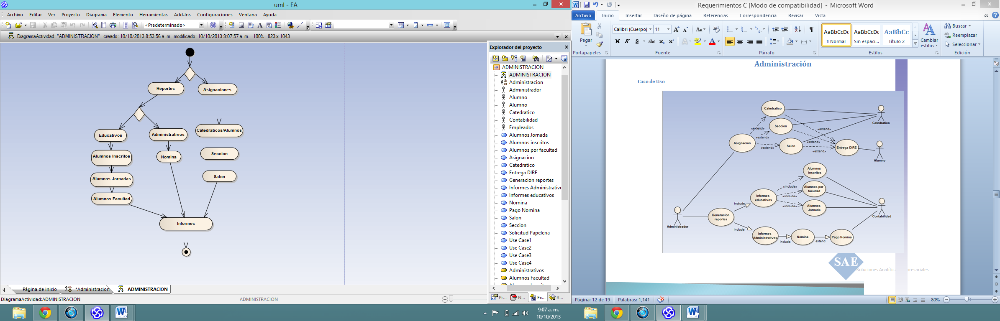 uml - EA
Archivo Editar Ver Proyecto Diagrama Elemento Herramientas Add-Ins Configuraciones Ventana Ayuda
<Predeterminado>
DiagramaActividad: "ADMINISTRACION" creado: 10/10/2013 8:53:56 a. m. modificado: 10/10/2013 9:07:57 a. m. 100% 823 x 1043
Reportes
Asignaciones
Educativos
Administrativos
Catedraticos/Alumnos
Alumnos Inscritos
Nomina
Seccion
Alumnos Jornadas
Salon
Alumnos Facultad
Informes
Explorador del proyecto
ADMINISTRACION
ADMINISTRACION
Administracion
Administrador
Alumno
Alumno
Catedratico
Contabilidad
Empleados
Alumnos Jornada
Alumnos inscritos
Alumnos por facultad
Asignacion
Catedratico
Entrega DIRE
Generacion reportes
Informes Administrativo
Informes educativos
Nomina
Pago Nomina
Salon
Seccion
Solicitud Papeleria
Use Case1
Use Case2
Use Case3
Use Case4
Administrativos
Alumnos Facultad
Pr... N... Ex... R...
Página de inicio *Administracion ADMINISTRACION
DiagramaActividad:ADMINISTRACION ADMINISTRACION
9:07 a. m.
10/10/2013
Requerimientos C [Modo de compatibilidad] - Microsoft Word
Archivo Inicio Insertar Diseño de página Referencias Correspondencia Revisar Vista
Pegar
Portapapeles
Calibri (Cuerpo) 11
N K S abc x₂ x²
Fuente
Párrafo
AaBbCcDc AaBbCcDc AaBbCc
¶ Normal Sin espaci... Título 2
Cambiar
estilos
Estilos
Buscar
Reemplazar
Seleccionar
Edición
Administración
Caso de Uso
Catedratico
Seccion
Catedratico
«extend»
«extend»
«extend»
Asignacion
«extend»
Salon
«extend»
Entrega DIRE
Alumno
Alumnos
inscritos
«include»
Alumnos por
facultad
Informes
educativos
«include»
include
«include»
Alumnos
Jornada
Contabilidad
Generacion
reportes
Administrador
include
Informes
Administrativos
include
Nomina
extend
Pago Nomina
SAE
Soluciones Analític
resariales
Página: 12 de 19 Palabras: 1,141 80%